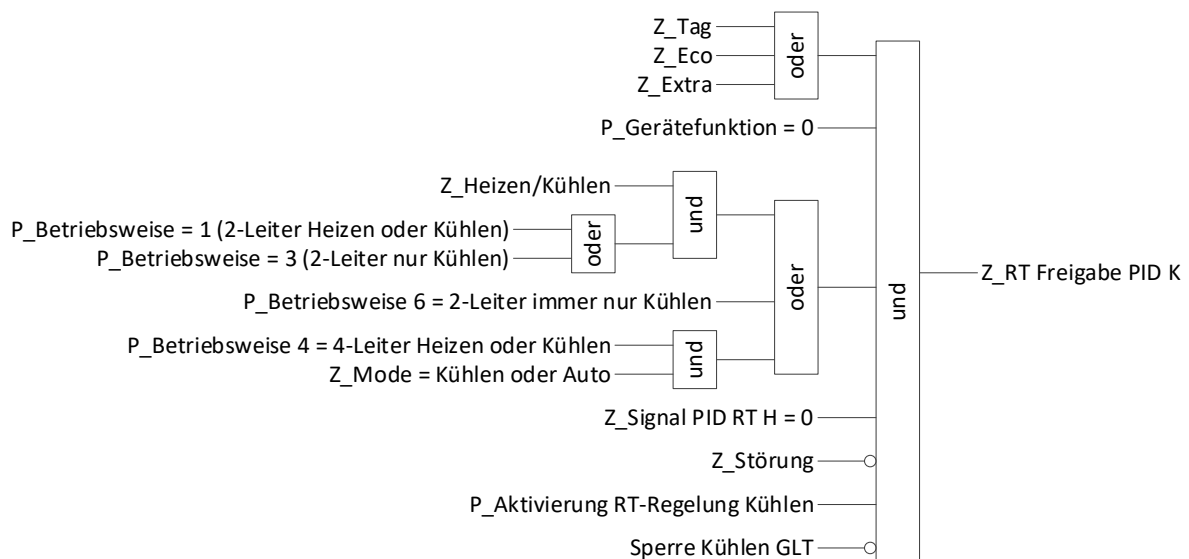 Z_Tag
Z_Eco
Z_Extra
oder
P_Gerätefunktion = 0
Z_Heizen/Kühlen
und
P_Betriebsweise = 1 (2-Leiter Heizen oder Kühlen)
P_Betriebsweise = 3 (2-Leiter nur Kühlen)
oder
P_Betriebsweise 6 = 2-Leiter immer nur Kühlen
oder
P_Betriebsweise 4 = 4-Leiter Heizen oder Kühlen
Z_Mode = Kühlen oder Auto
und
und
Z_RT Freigabe PID K
Z_Signal PID RT H = 0
Z_Störung
P_Aktivierung RT-Regelung Kühlen
Sperre Kühlen GLT